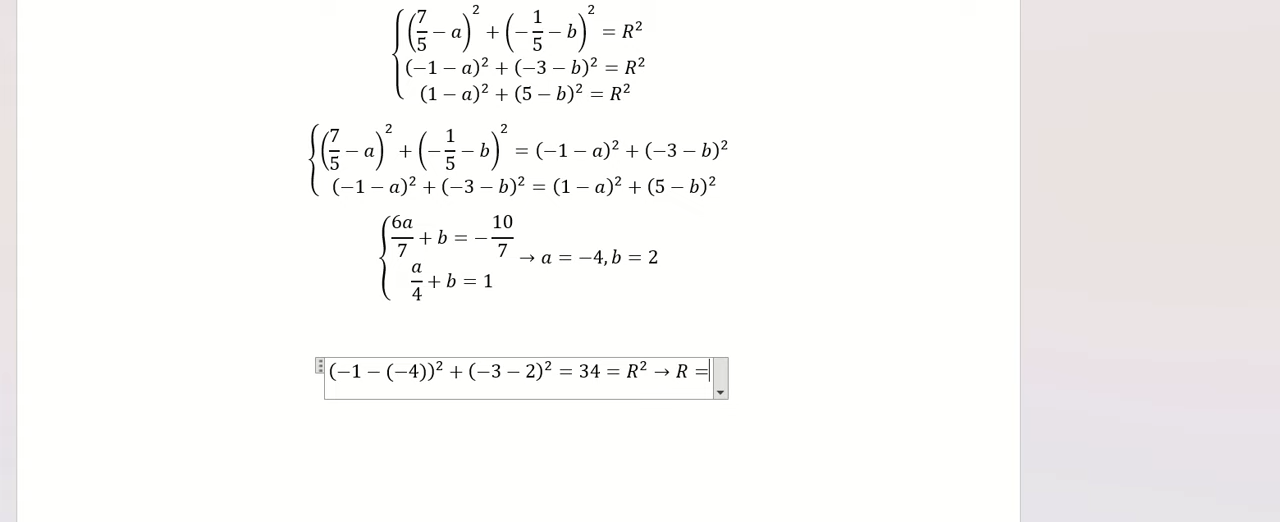 {(7/5 − a)² + (−1/5 − b)² = R²
(−1 − a)² + (−3 − b)² = R²
(1 − a)² + (5 − b)² = R²
{(7/5 − a)² + (−1/5 − b)² = (−1 − a)² + (−3 − b)²
(−1 − a)² + (−3 − b)² = (1 − a)² + (5 − b)²
{6a/7 + b = −10/7
a/4 + b = 1 → a = −4, b = 2
(−1 − (−4))² + (−3 − 2)² = 34 = R² → R =